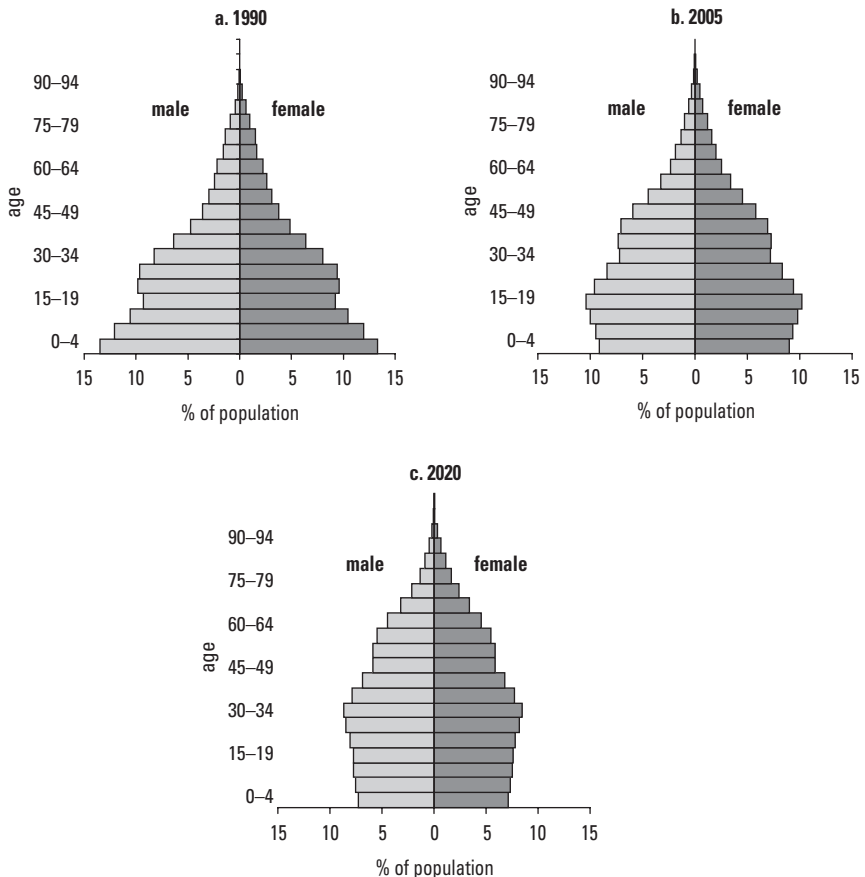 a. 1990
90–94
male female
75–79
60–64
age
45–49
30–34
15–19
0–4
15 10 5 0 5 10 15
% of population
b. 2005
90–94
male female
75–79
60–64
age
45–49
30–34
15–19
0–4
15 10 5 0 5 10 15
% of population
c. 2020
90–94
male female
75–79
60–64
age
45–49
30–34
15–19
0–4
15 10 5 0 5 10 15
% of population